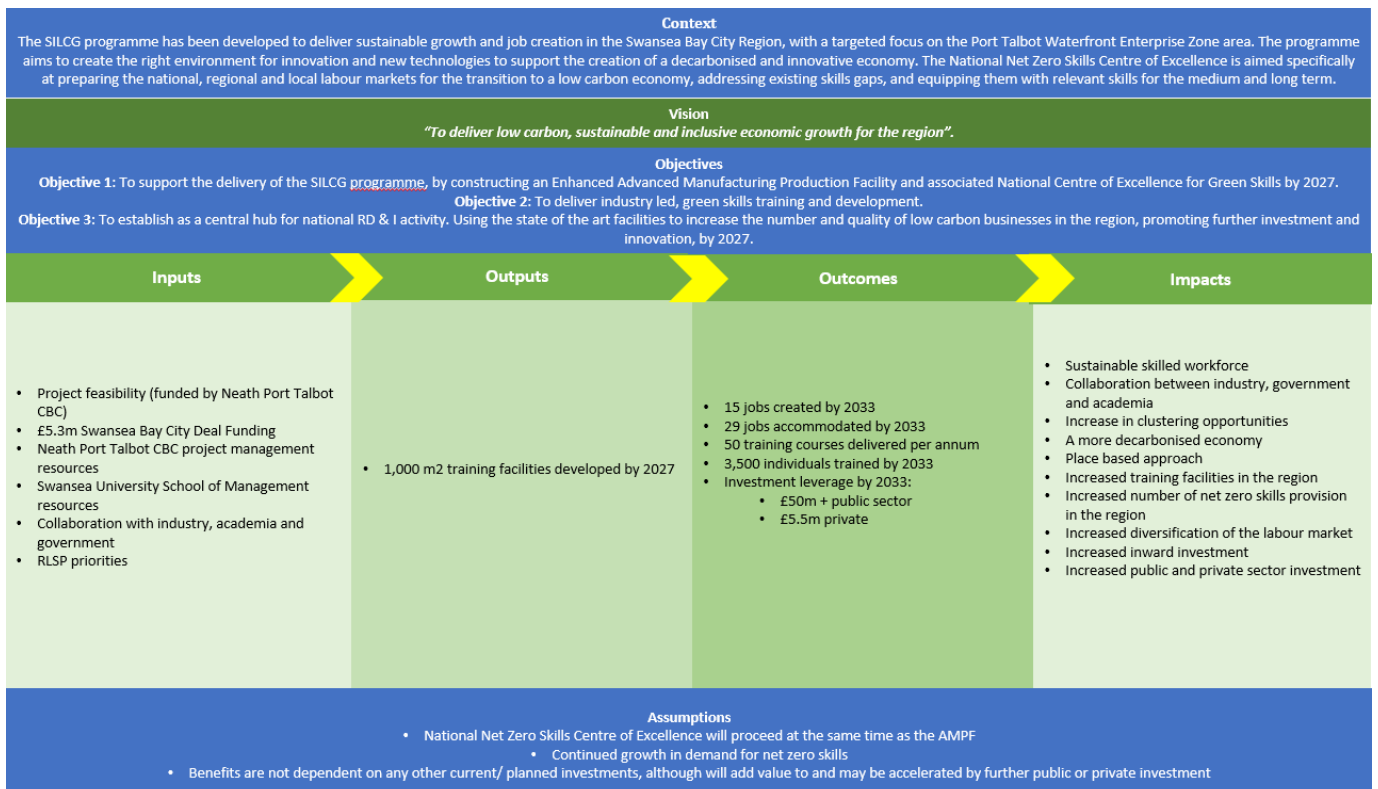 Context
The SILCG programme has been developed to deliver sustainable growth and job creation in the Swansea Bay City Region, with a targeted focus on the Port Talbot Waterfront Enterprise Zone area. The programme
aims to create the right environment for innovation and new technologies to support the creation of a decarbonised and innovative economy. The National Net Zero Skills Centre of Excellence is aimed specifically
at preparing the national, regional and local labour markets for the transition to a low carbon economy, addressing existing skills gaps, and equipping them with relevant skills for the medium and long term.
Vision
“To deliver low carbon, sustainable and inclusive economic growth for the region”.
Objectives
Objective 1: To support the delivery of the SILCG programme, by constructing an Enhanced Advanced Manufacturing Production Facility and associated National Centre of Excellence for Green Skills by 2027.
Objective 2: To deliver industry led, green skills training and development.
Objective 3: To establish as a central hub for national RD & I activity. Using the state of the art facilities to increase the number and quality of low carbon businesses in the region, promoting further investment and
innovation, by 2027.
Inputs
Outputs
Outcomes
Impacts
• Project feasibility (funded by Neath Port Talbot
CBC)
• £5.3m Swansea Bay City Deal Funding
• Neath Port Talbot CBC project management
resources
• Swansea University School of Management
resources
• Collaboration with industry, academia and
government
• RLSP priorities
• 1,000 m2 training facilities developed by 2027
• 15 jobs created by 2033
• 29 jobs accommodated by 2033
• 50 training courses delivered per annum
• 3,500 individuals trained by 2033
• Investment leverage by 2033:
• £50m + public sector
• £5.5m private
• Sustainable skilled workforce
• Collaboration between industry, government
and academia
• Increase in clustering opportunities
• A more decarbonised economy
• Place based approach
• Increased training facilities in the region
• Increased number of net zero skills provision
in the region
• Increased diversification of the labour market
• Increased inward investment
• Increased public and private sector investment
Assumptions
• National Net Zero Skills Centre of Excellence will proceed at the same time as the AMPF
• Continued growth in demand for net zero skills
• Benefits are not dependent on any other current/ planned investments, although will add value to and may be accelerated by further public or private investment